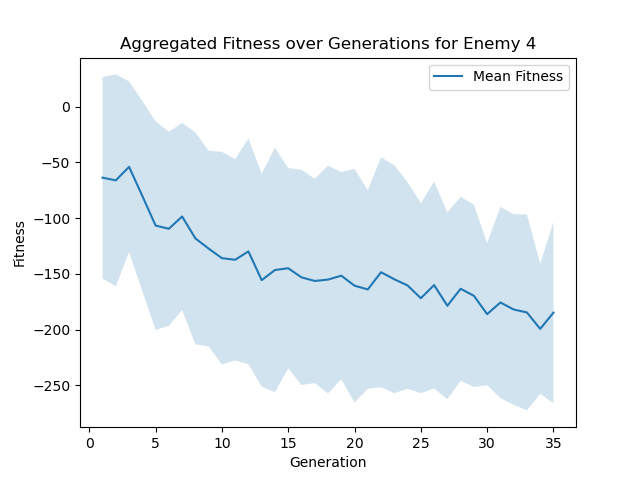 Aggregated Fitness over Generations for Enemy 4
Mean Fitness
Fitness
0
−50
−100
−150
−200
−250
0 5 10 15 20 25 30 35
Generation